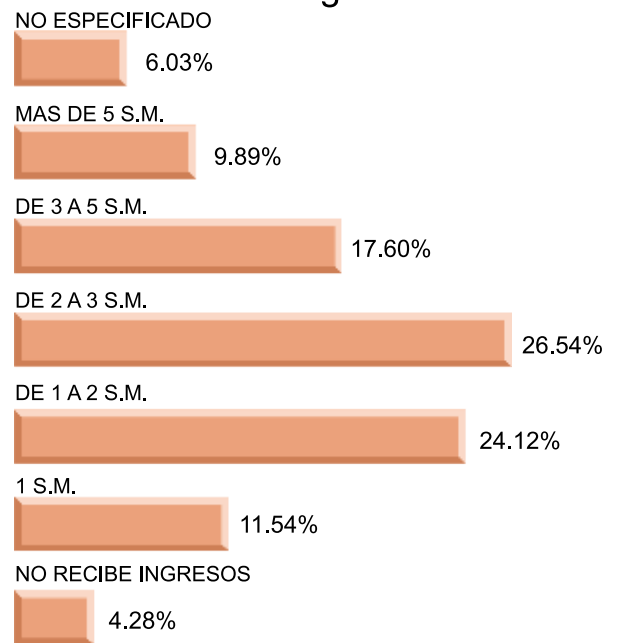 NO ESPECIFICADO
6.03%
MAS DE 5 S.M.
9.89%
DE 3 A 5 S.M.
17.60%
DE 2 A 3 S.M.
26.54%
DE 1 A 2 S.M.
24.12%
1 S.M.
11.54%
NO RECIBE INGRESOS
4.28%